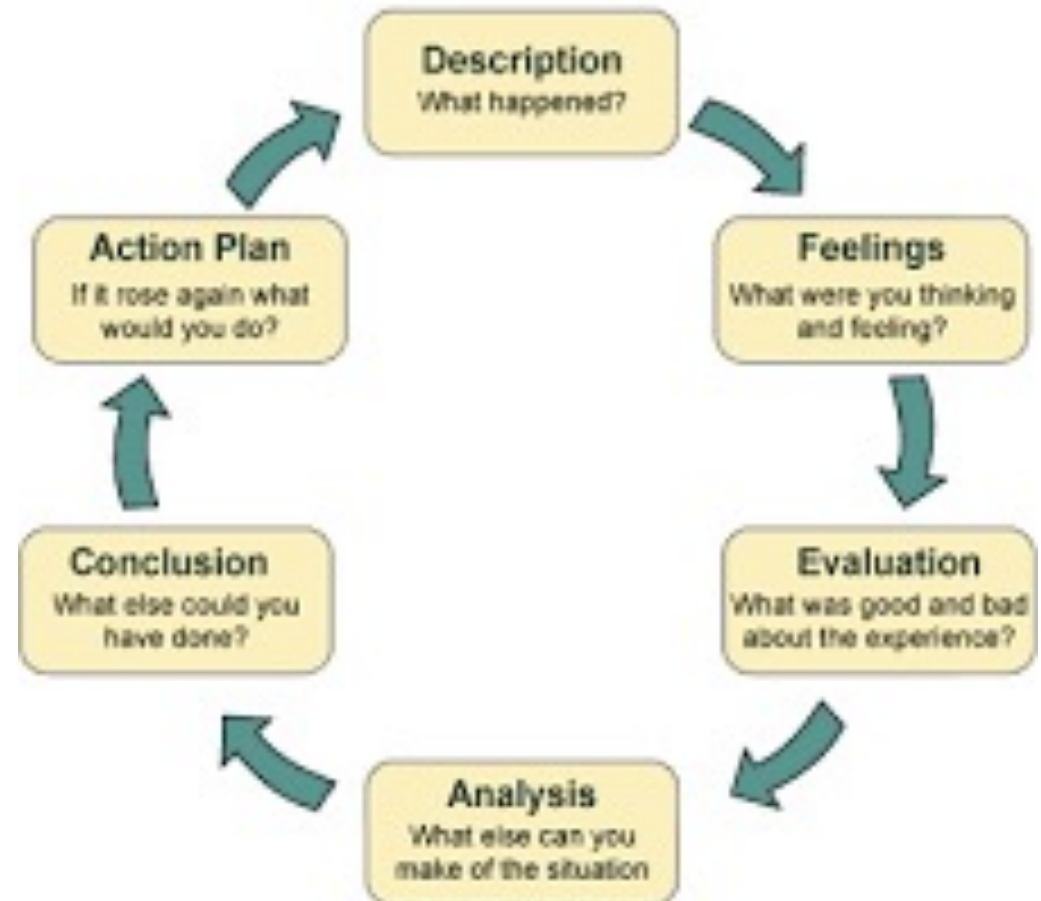 Description
What happened?
Feelings
What were you thinking
and feeling?
Evaluation
What was good and bad
about the experience?
Analysis
What else can you
make of the situation
Conclusion
What else could you
have done?
Action Plan
If it rose again what
would you do?